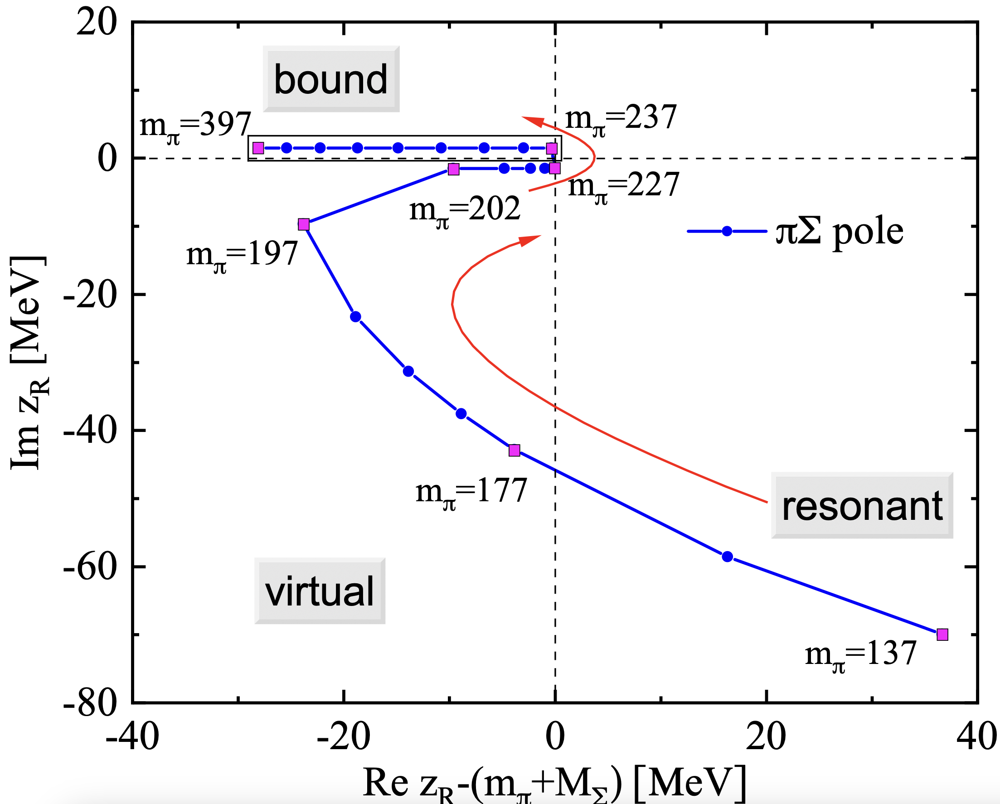 20
bound
m_π=397
m_π=237
0
m_π=227
m_π=202
πΣ pole
m_π=197
-20
Im z_R [MeV]
-40
m_π=177
resonant
-60
virtual
m_π=137
-80
-40
-20
0
20
40
Re z_R-(m_π+M_Σ) [MeV]